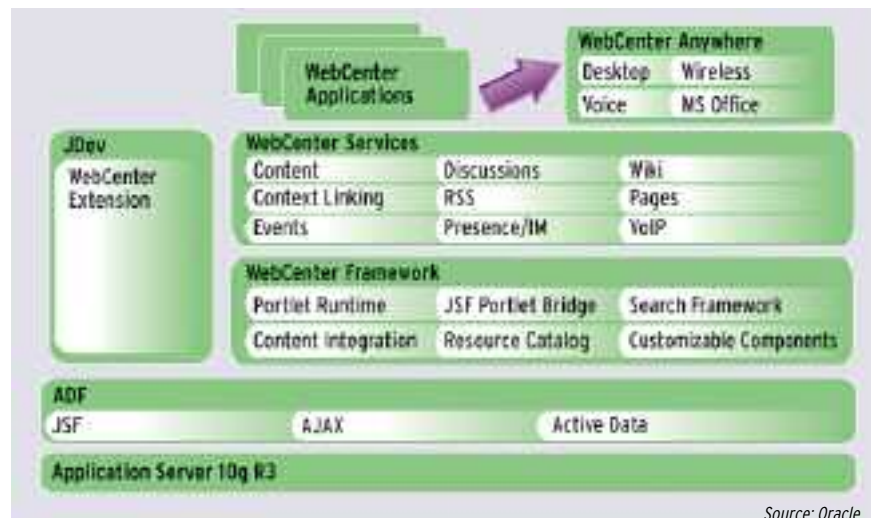 WebCenter
Applications
WebCenter Anywhere
Desktop Wireless
Voice MS Office
JDev
WebCenter
Extension
WebCenter Services
Content Discussions Wiki
Context Linking RSS Pages
Events Presence/IM VoIP
WebCenter Framework
Portlet Runtime JSF Portlet Bridge Search Framework
Content Integration Resource Catalog Customizable Components
ADF
JSF AJAX Active Data
Application Server 10g R3
Source: Oracle